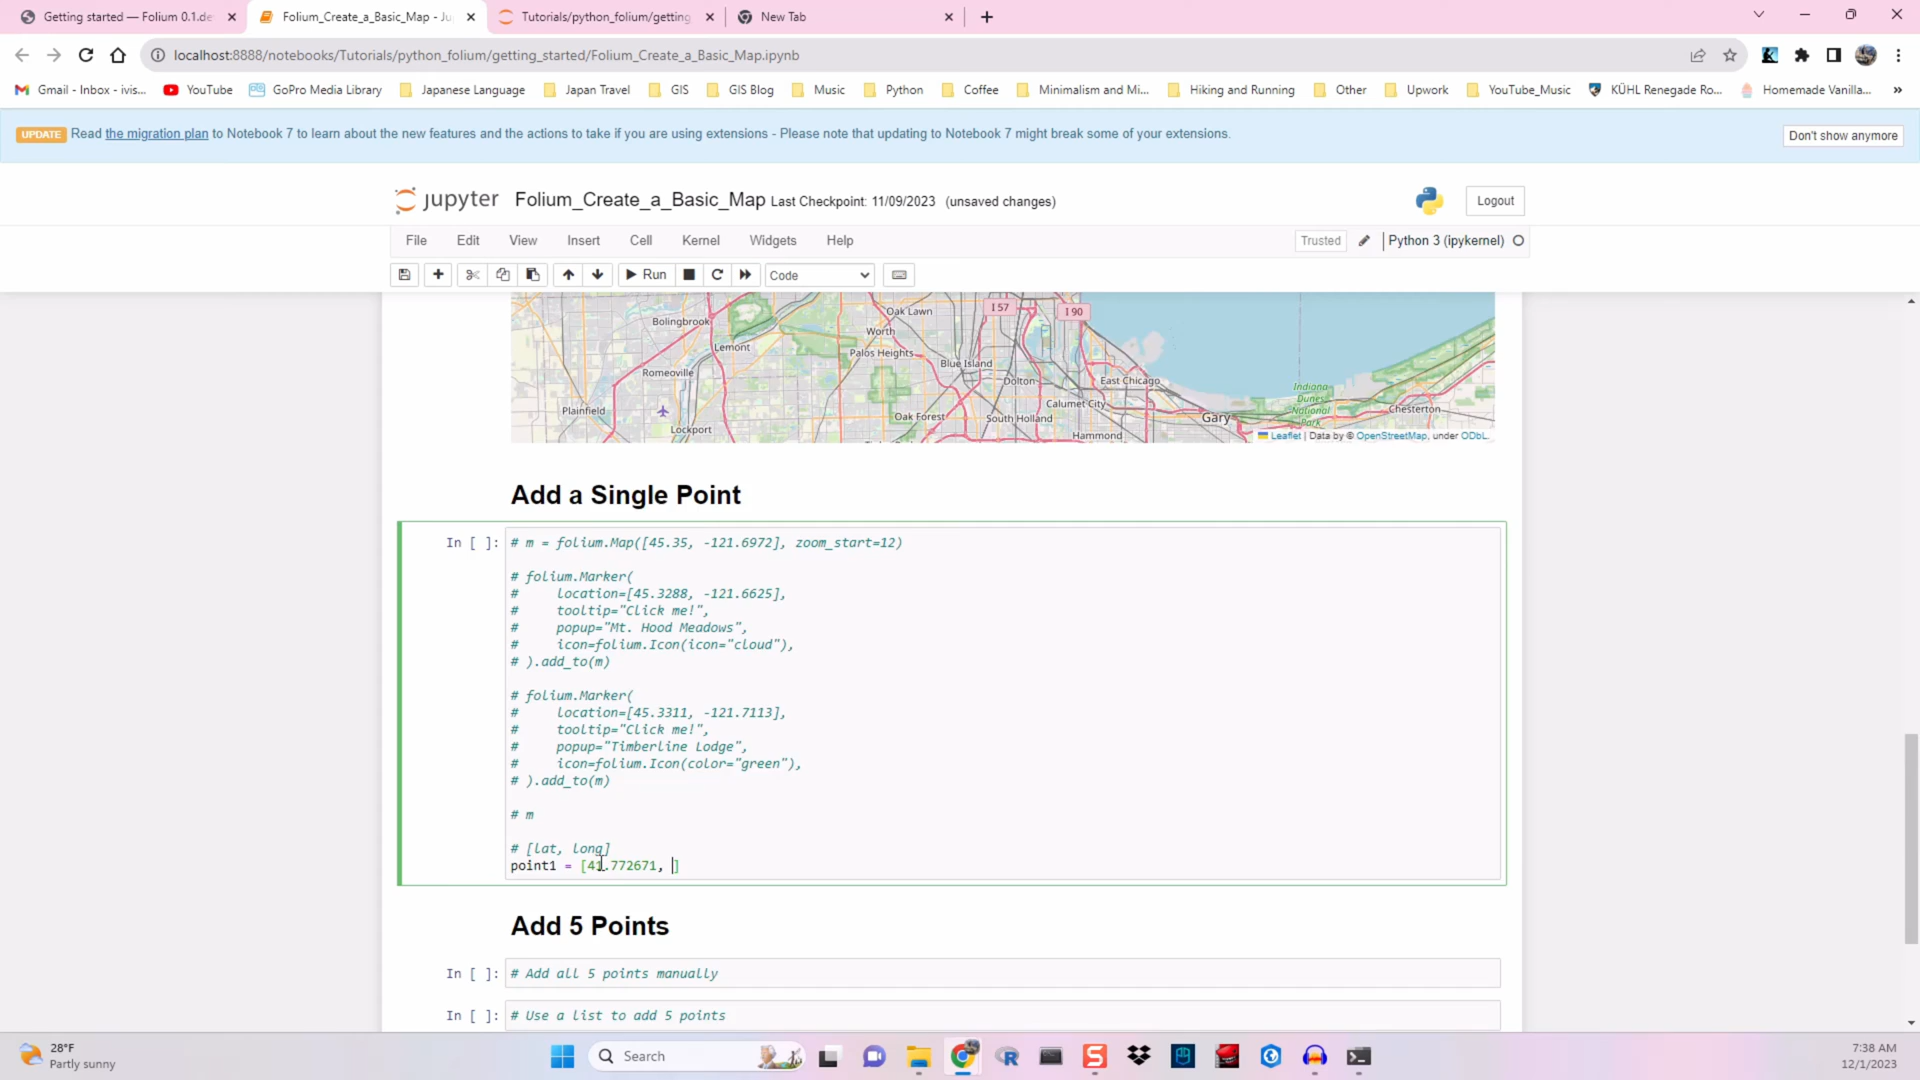 Getting started — Folium 0.1.de
Folium_Create_a_Basic_Map - Ju
Tutorials/python_folium/getting
New Tab
localhost:8888/notebooks/Tutorials/python_folium/getting_started/Folium_Create_a_Basic_Map.ipynb
Gmail - Inbox - ivis... YouTube GoPro Media Library Japanese Language Japan Travel GIS GIS Blog Music Python Coffee Minimalism and Mi... Hiking and Running Other Upwork YouTube_Music KÜHL Renegade Ro... Homemade Vanilla... »
UPDATE Read the migration plan to Notebook 7 to learn about the new features and the actions to take if you are using extensions - Please note that updating to Notebook 7 might break some of your extensions. Don't show anymore
jupyter Folium_Create_a_Basic_Map Last Checkpoint: 11/09/2023 (unsaved changes) Logout
File Edit View Insert Cell Kernel Widgets Help Trusted Python 3 (ipykernel)
Run Code
Oak Lawn I 57 I 90
Bolingbrook
Worth
Lemont Palos Heights
Blue Island
Romeoville
Dolton East Chicago
Indiana Dunes National Park
Plainfield Calumet City Chesterton
Oak Forest South Holland Gary
Lockport Hammond
Leaflet | Data by © OpenStreetMap, under ODbL.
Add a Single Point
In [ ]: # m = folium.Map([45.35, -121.6972], zoom_start=12)
# folium.Marker(
#     location=[45.3288, -121.6625],
#     tooltip="Click me!",
#     popup="Mt. Hood Meadows",
#     icon=folium.Icon(icon="cloud"),
# ).add_to(m)
# folium.Marker(
#     location=[45.3311, -121.7113],
#     tooltip="Click me!",
#     popup="Timberline Lodge",
#     icon=folium.Icon(color="green"),
# ).add_to(m)
# m
# [lat, long]
point1 = [41.772671, ]
Add 5 Points
In [ ]: # Add all 5 points manually
In [ ]: # Use a list to add 5 points
28°F
Partly sunny
Search
7:38 AM
12/1/2023